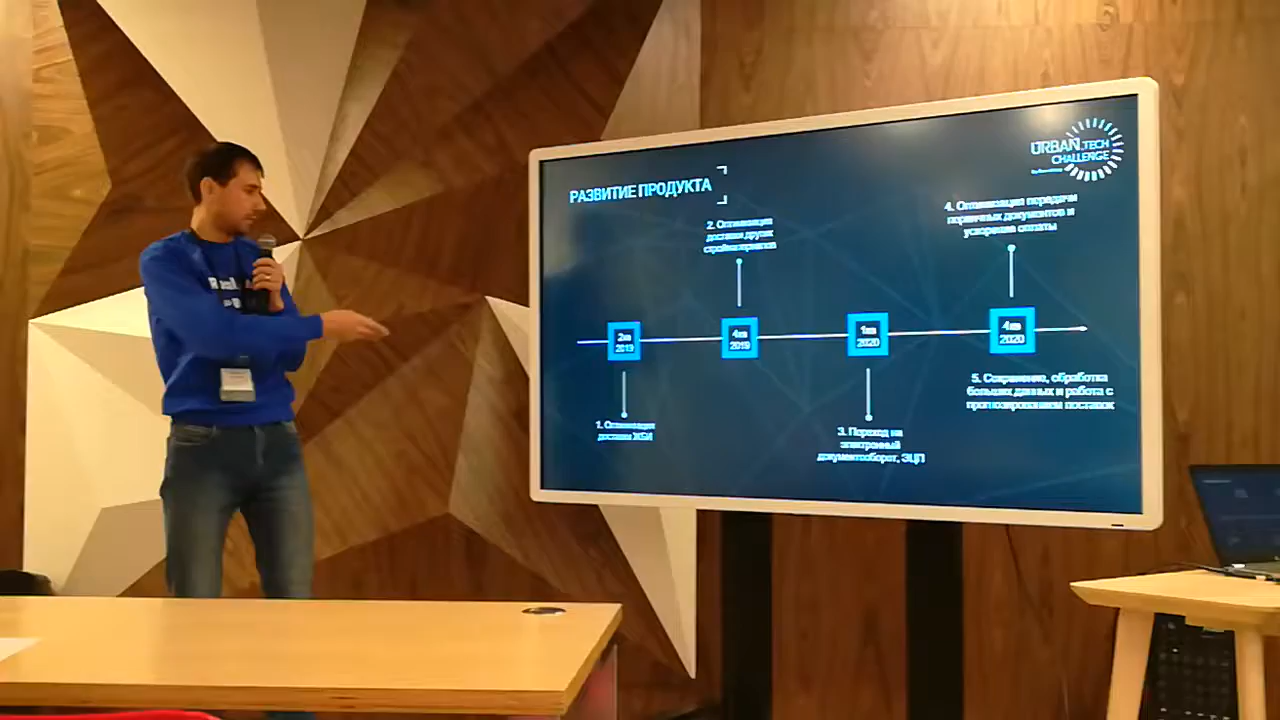 URBAN.TECH
CHALLENGE
РАЗВИТИЕ ПРОДУКТА
2. Оптимизация
доставки других
стройматериалов
4. Оптимизация передачи
первичных документов и
ускорение оплаты
2кв
2019
4кв
2019
1кв
2020
4кв
2020
1. Оптимизация
доставки ЖБИ
3. Переход на
электронный
документооборот, ЭЦП
5. Сохранение, обработка
больших данных и работа с
прогнозированием поставок